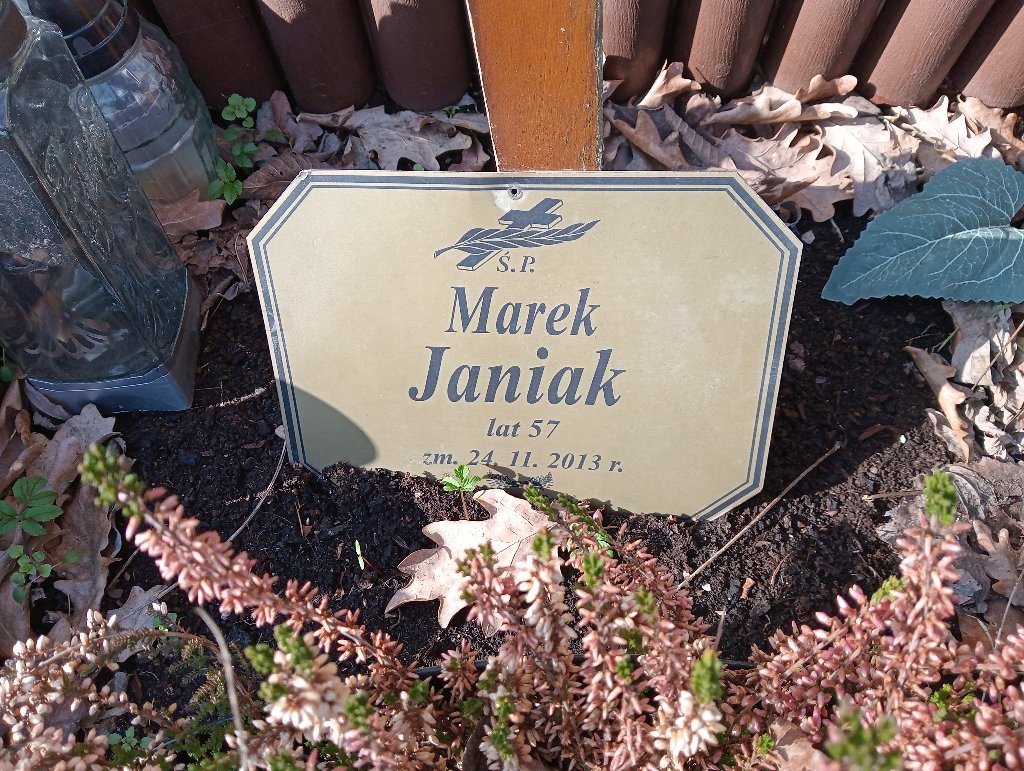 Ś.P.
Marek
Janiak
lat 57
zm. 24. 11. 2013 r.